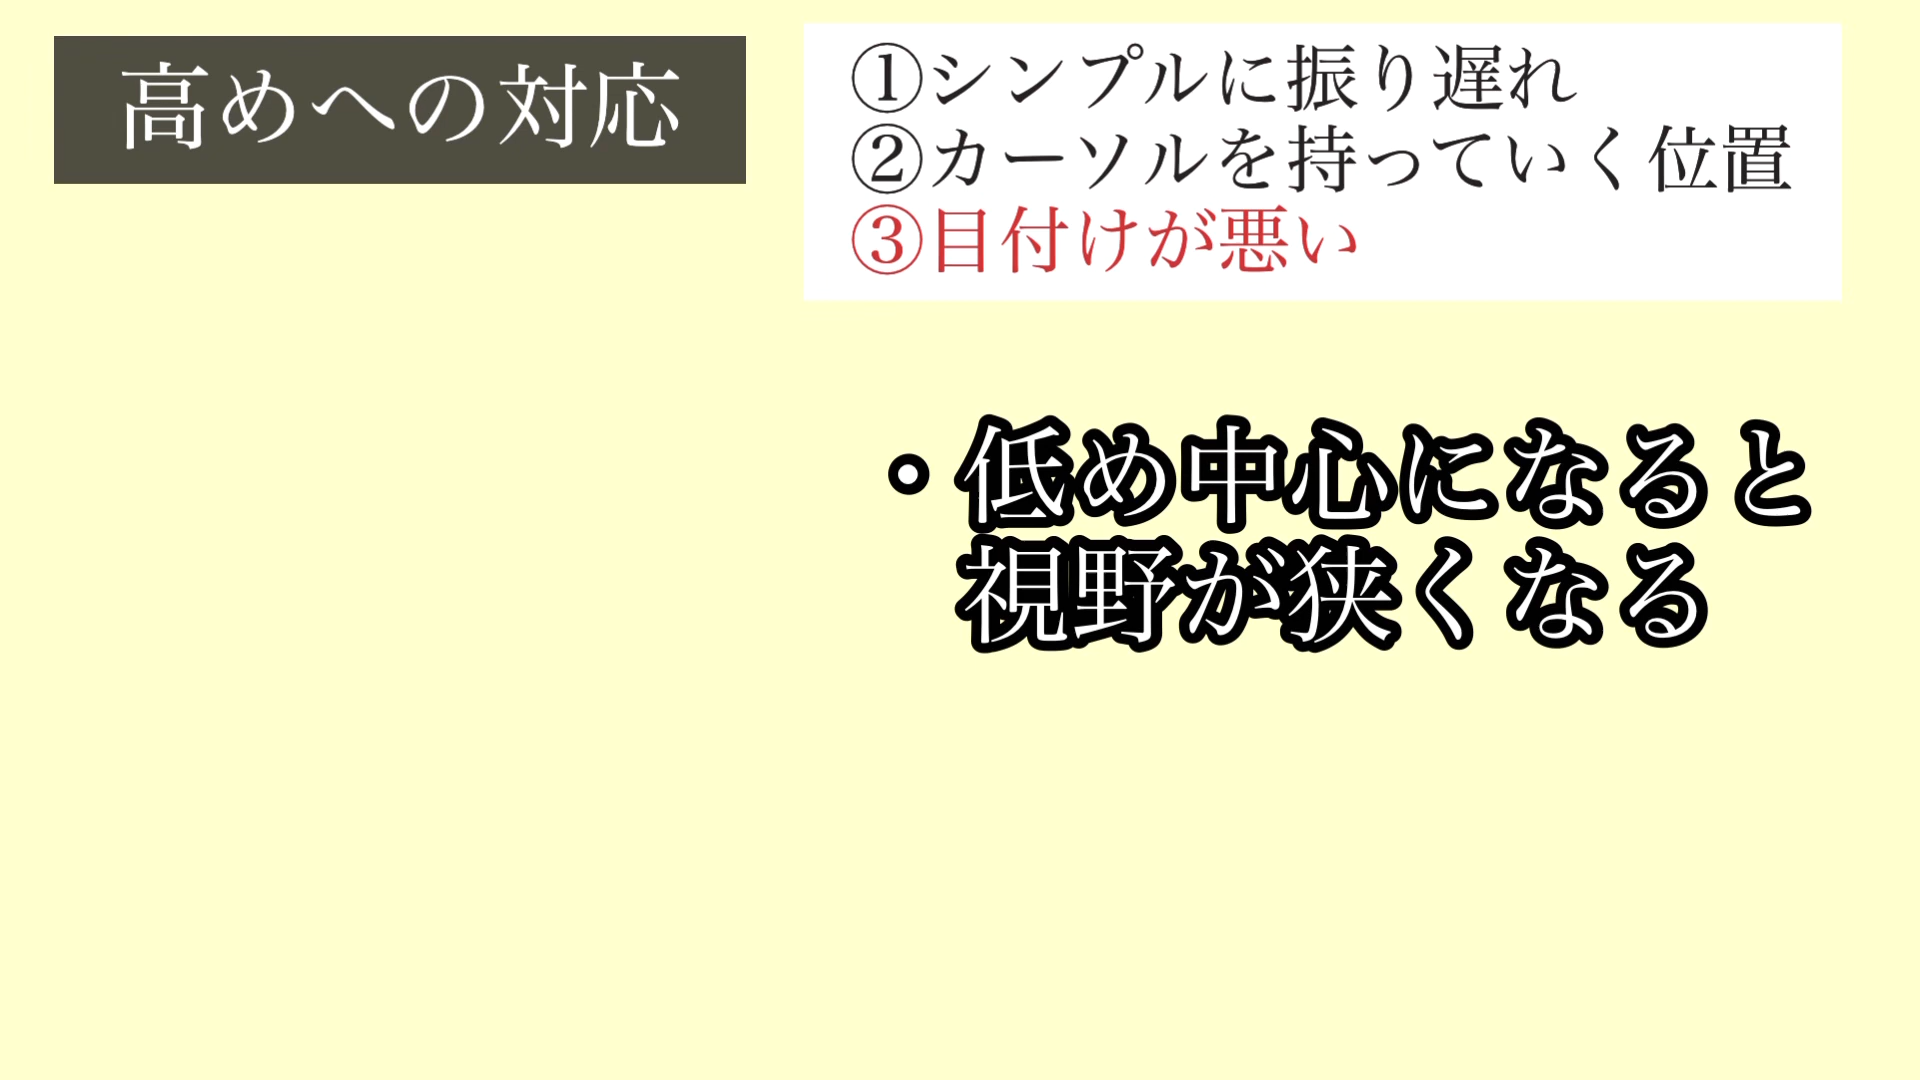 高めへの対応
①シンプルに振り遅れ
②カーソルを持っていく位置
③目付けが悪い
・低め中心になると
視野が狭くなる